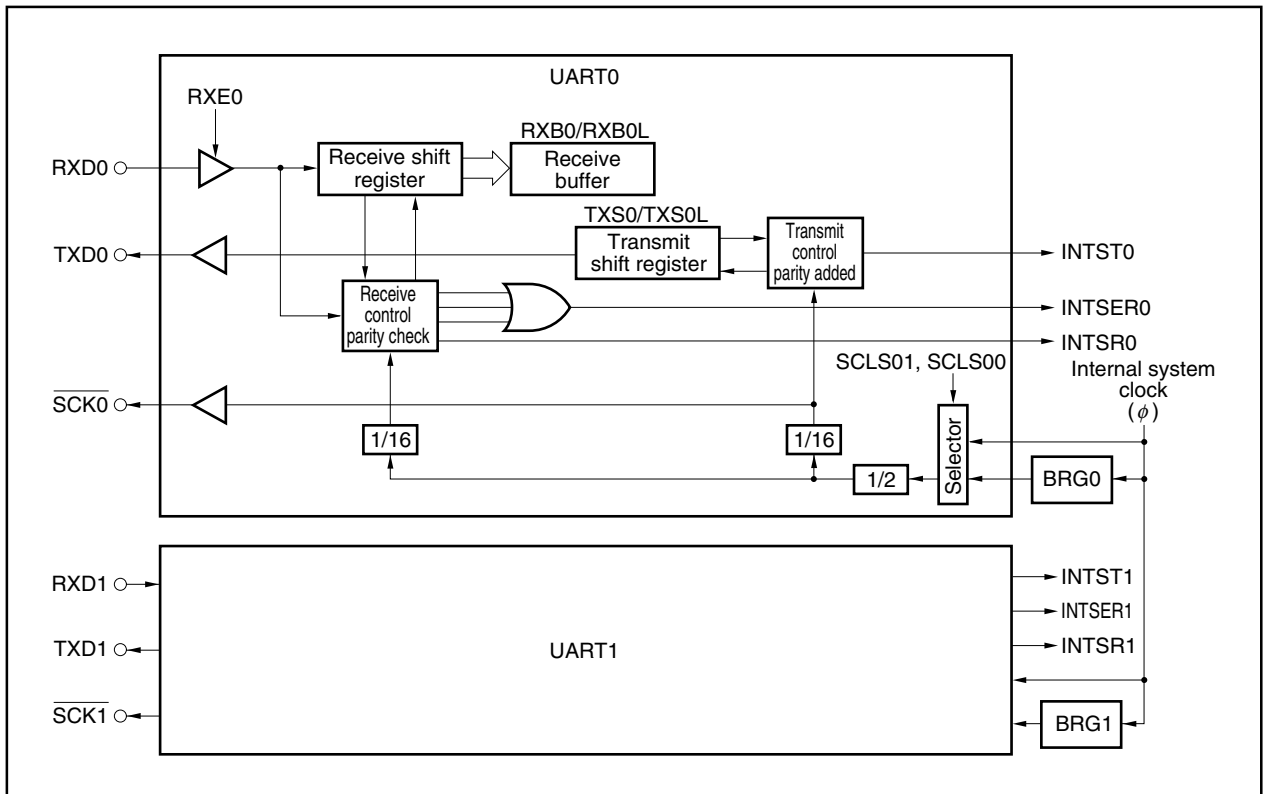 UART0
RXE0
RXB0/RXB0L
RXD0
Receive shift
register
Receive
buffer
TXS0/TXS0L
TXD0
Transmit
shift register
Transmit
control
parity added
INTST0
Receive
control
parity check
INTSER0
INTSR0
SCLS01, SCLS00
Internal system
clock
(ϕ)
SCK0
1/16
1/16
Selector
1/2
BRG0
RXD1
INTST1
INTSER1
TXD1
UART1
INTSR1
SCK1
BRG1